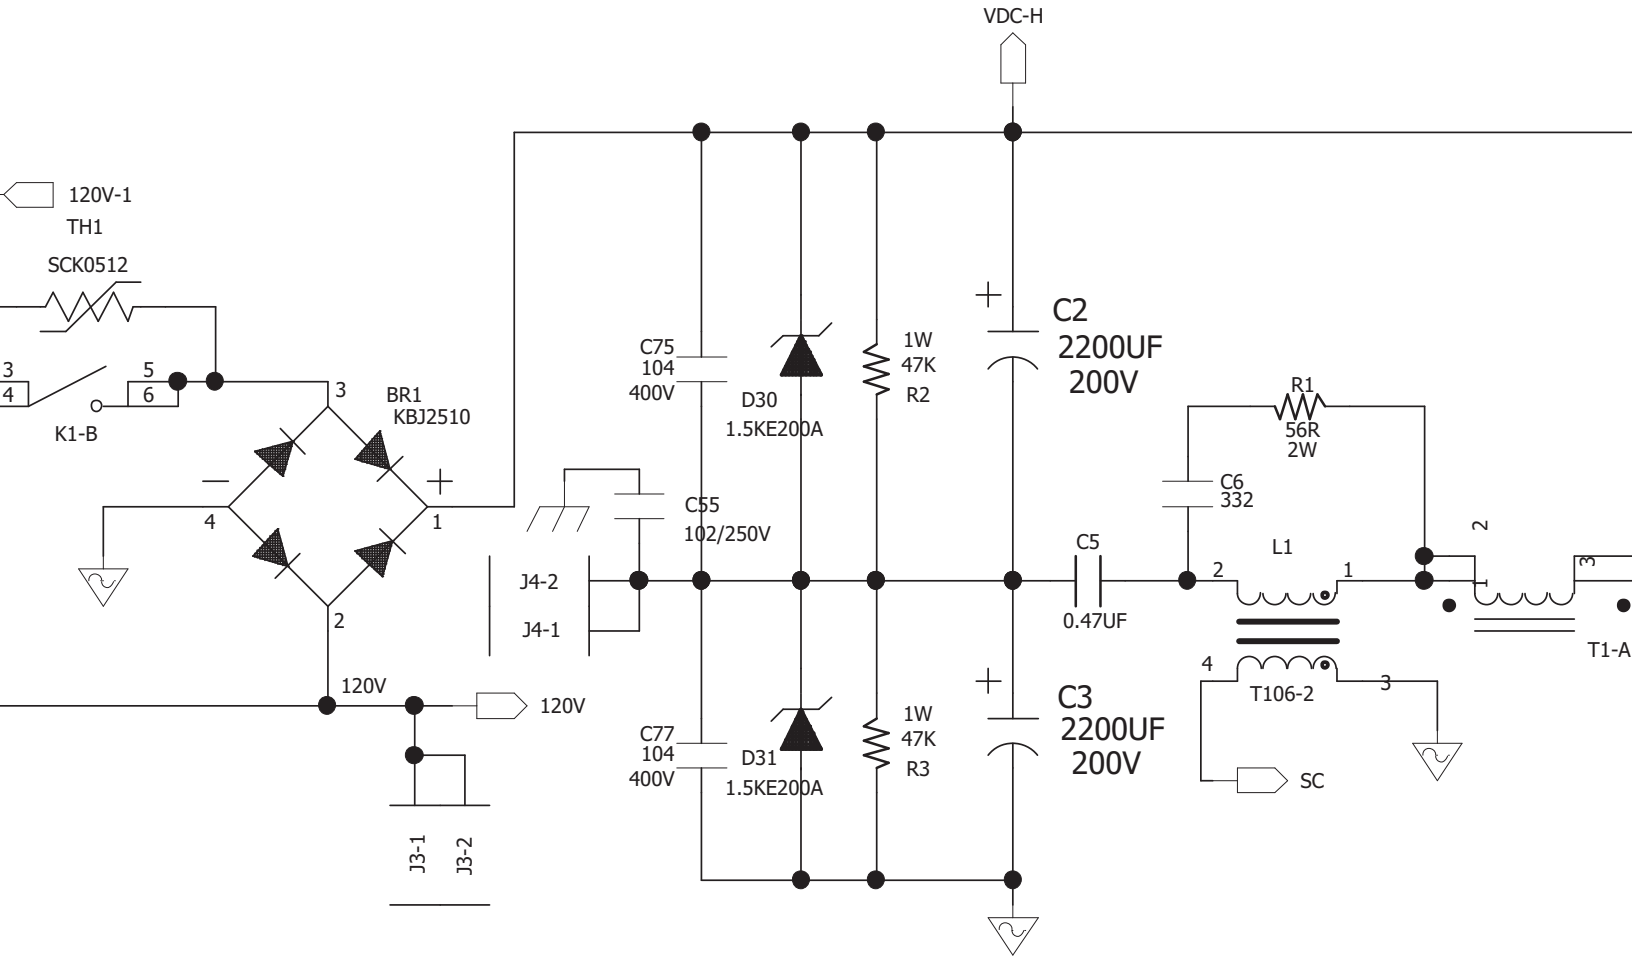 VDC-H
120V-1
TH1
SCK0512
3
4
5
6
K1-B
3
BR1
KBJ2510
−
+
4
1
2
120V
120V
J3-1
J3-2
J4-2
J4-1
C55
102/250V
C75
104
400V
D30
1.5KE200A
1W
47K
R2
+
C2
2200UF
200V
C77
104
400V
D31
1.5KE200A
1W
47K
R3
+
C3
2200UF
200V
C5
0.47UF
R1
56R
2W
C6
332
L1
2
1
4
3
T106-2
SC
2
1
3
T1-A